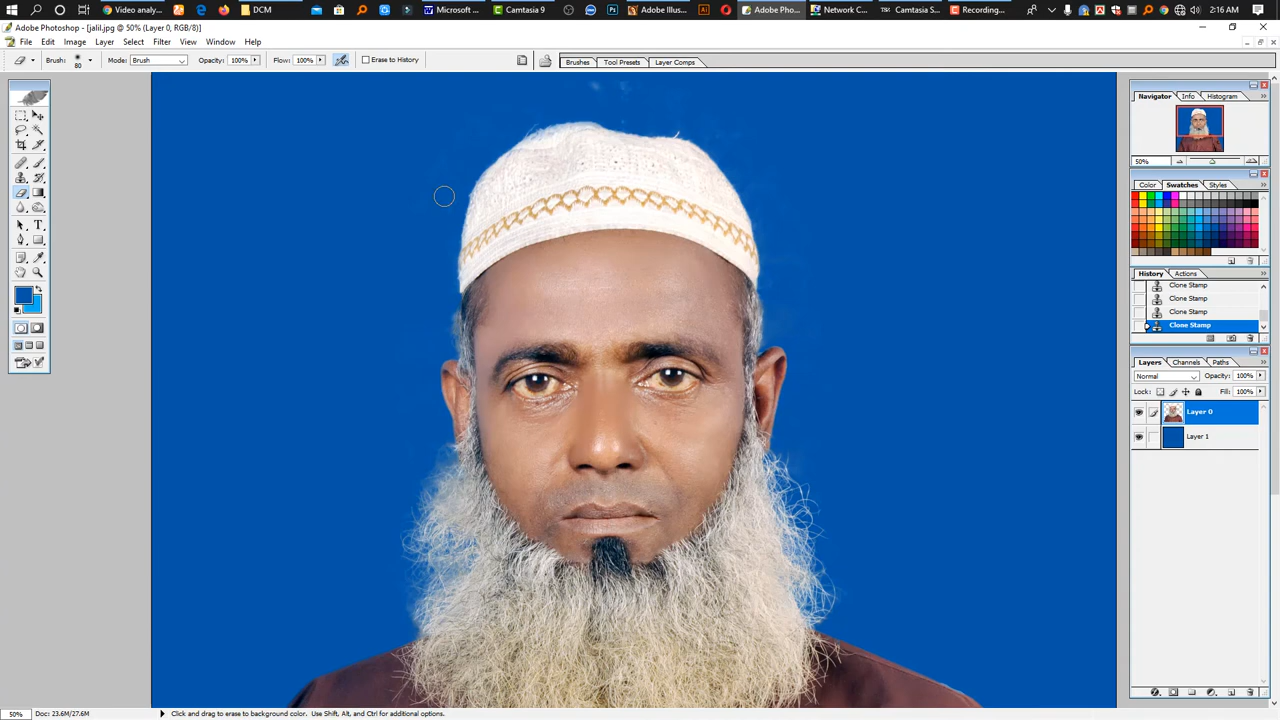 Video analy...
DCM
Microsoft ...
Camtasia 9
Adobe Illus...
Adobe Pho...
Network C...
Camtasia S...
Recording...
2:16 AM
Adobe Photoshop - [jalil.jpg @ 50% (Layer 0, RGB/8)]
File Edit Image Layer Select Filter View Window Help
Brush: 80 Mode: Brush Opacity: 100% Flow: 100% Erase to History Brushes Tool Presets Layer Comps
Navigator Info Histogram
50%
Color Swatches Styles
History Actions
Clone Stamp
Clone Stamp
Clone Stamp
Clone Stamp
Layers Channels Paths
Normal Opacity: 100%
Lock: Fill: 100%
Layer 0
Layer 1
50% Doc: 23.6M/27.6M Click and drag to erase to background color. Use Shift, Alt, and Ctrl for additional options.